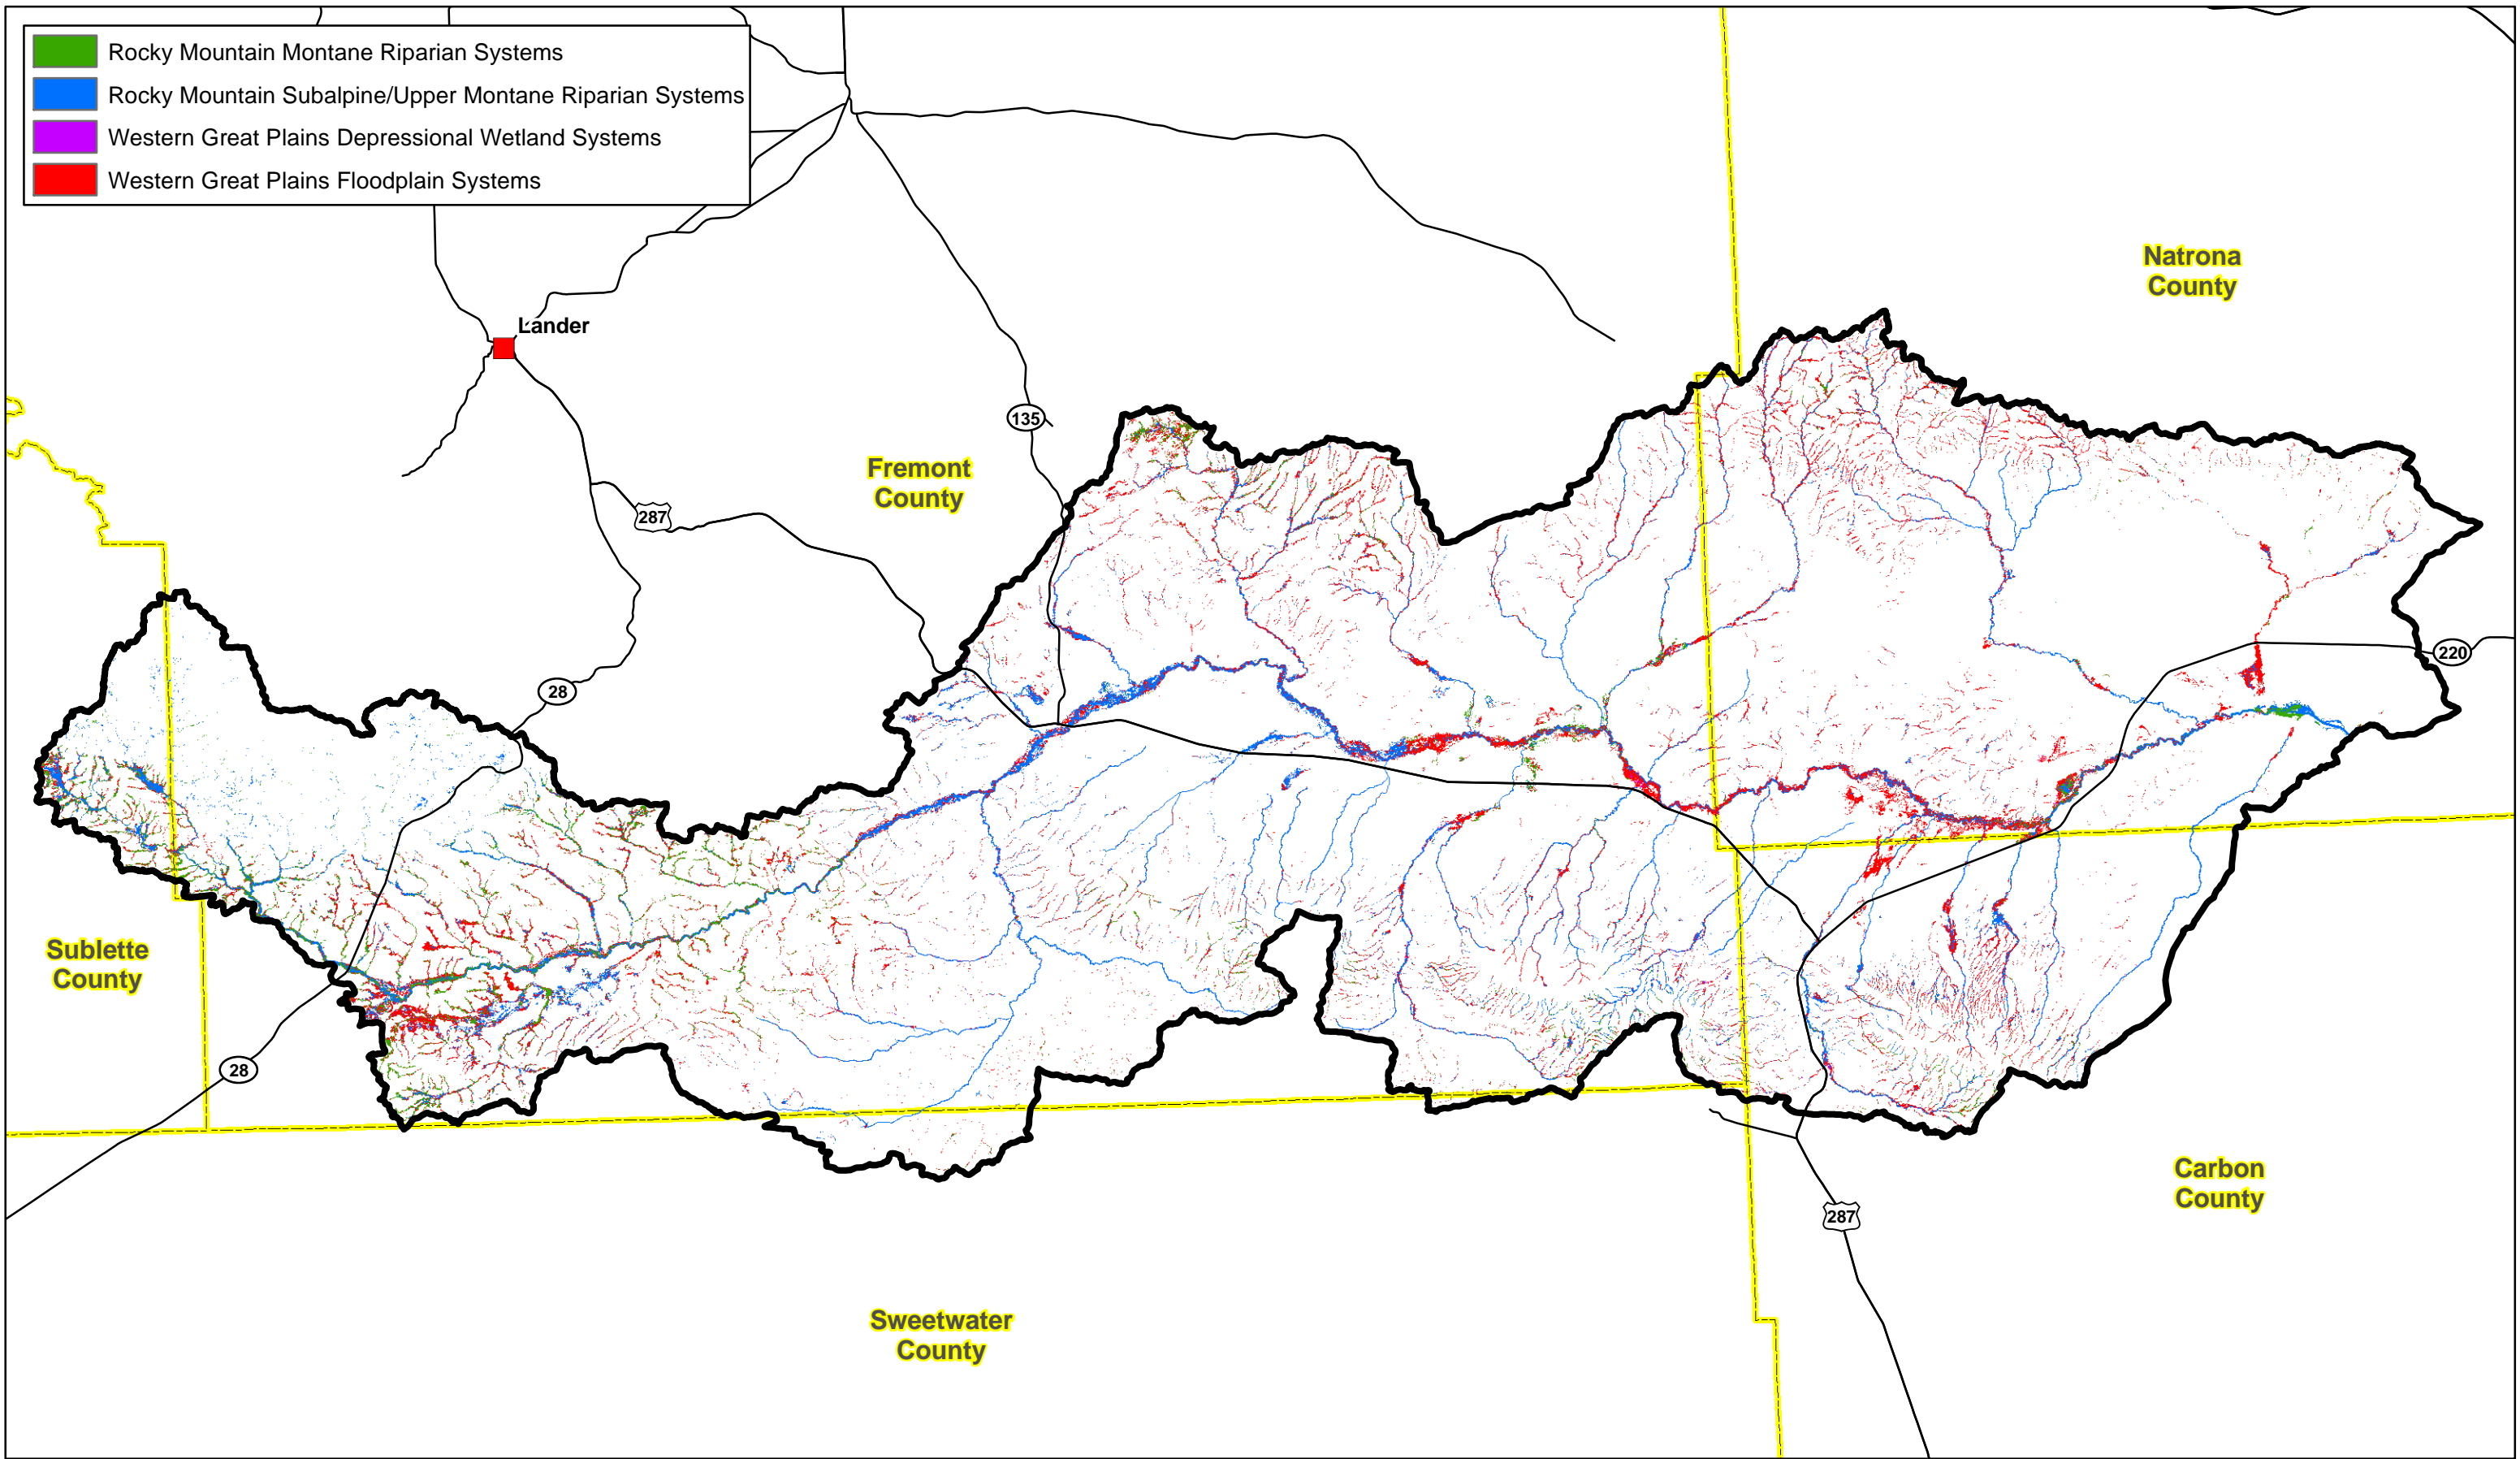 Rocky Mountain Montane Riparian Systems
Rocky Mountain Subalpine/Upper Montane Riparian Systems
Western Great Plains Depressional Wetland Systems
Western Great Plains Floodplain Systems
Natrona
County
Lander
135
Fremont
County
287
220
28
Sublette
County
28
Carbon
County
287
Sweetwater
County